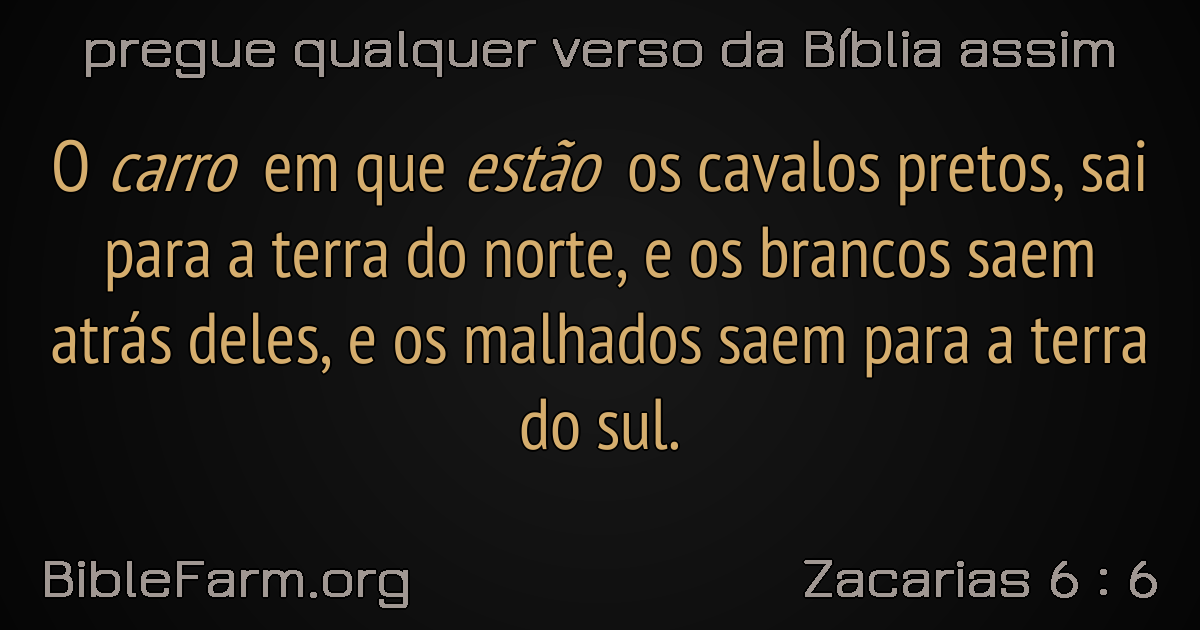 pregue qualquer verso da Bíblia assim
O carro em que estão os cavalos pretos, sai
para a terra do norte, e os brancos saem
atrás deles, e os malhados saem para a terra
do sul.
BibleFarm.org
Zacarias 6 : 6